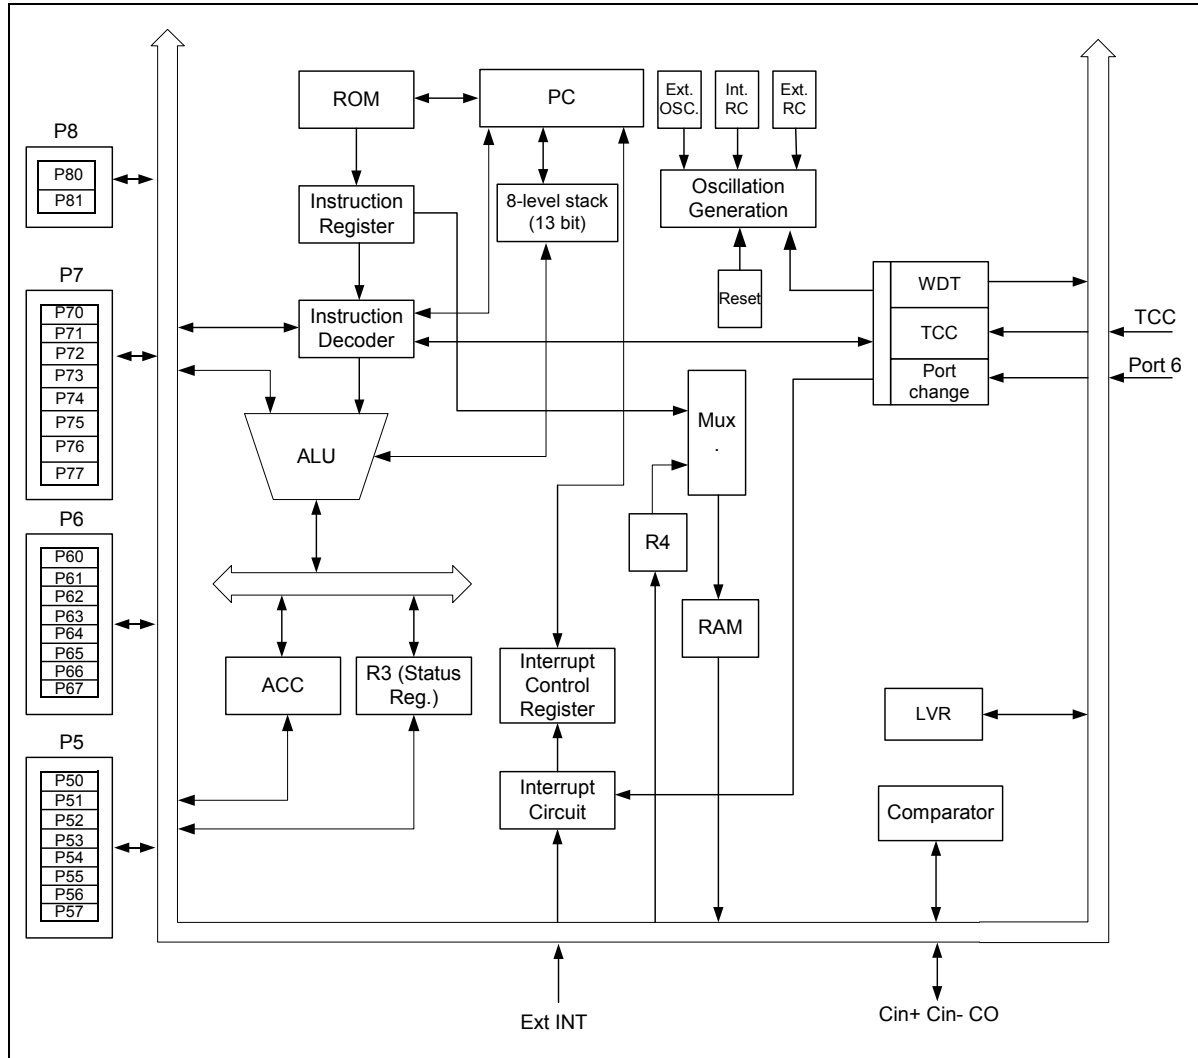 P8
P80
P81
P7
P70
P71
P72
P73
P74
P75
P76
P77
P6
P60
P61
P62
P63
P64
P65
P66
P67
P5
P50
P51
P52
P53
P54
P55
P56
P57
ROM
PC
Ext.
OSC.
Int.
RC
Ext.
RC
Instruction
Register
8-level stack
(13 bit)
Oscillation
Generation
Reset
WDT
TCC
Port
change
TCC
Port 6
Instruction
Decoder
ALU
Mux
.
R4
RAM
ACC
R3 (Status
Reg.)
Interrupt
Control
Register
Interrupt
Circuit
LVR
Comparator
Ext INT
Cin+ Cin- CO